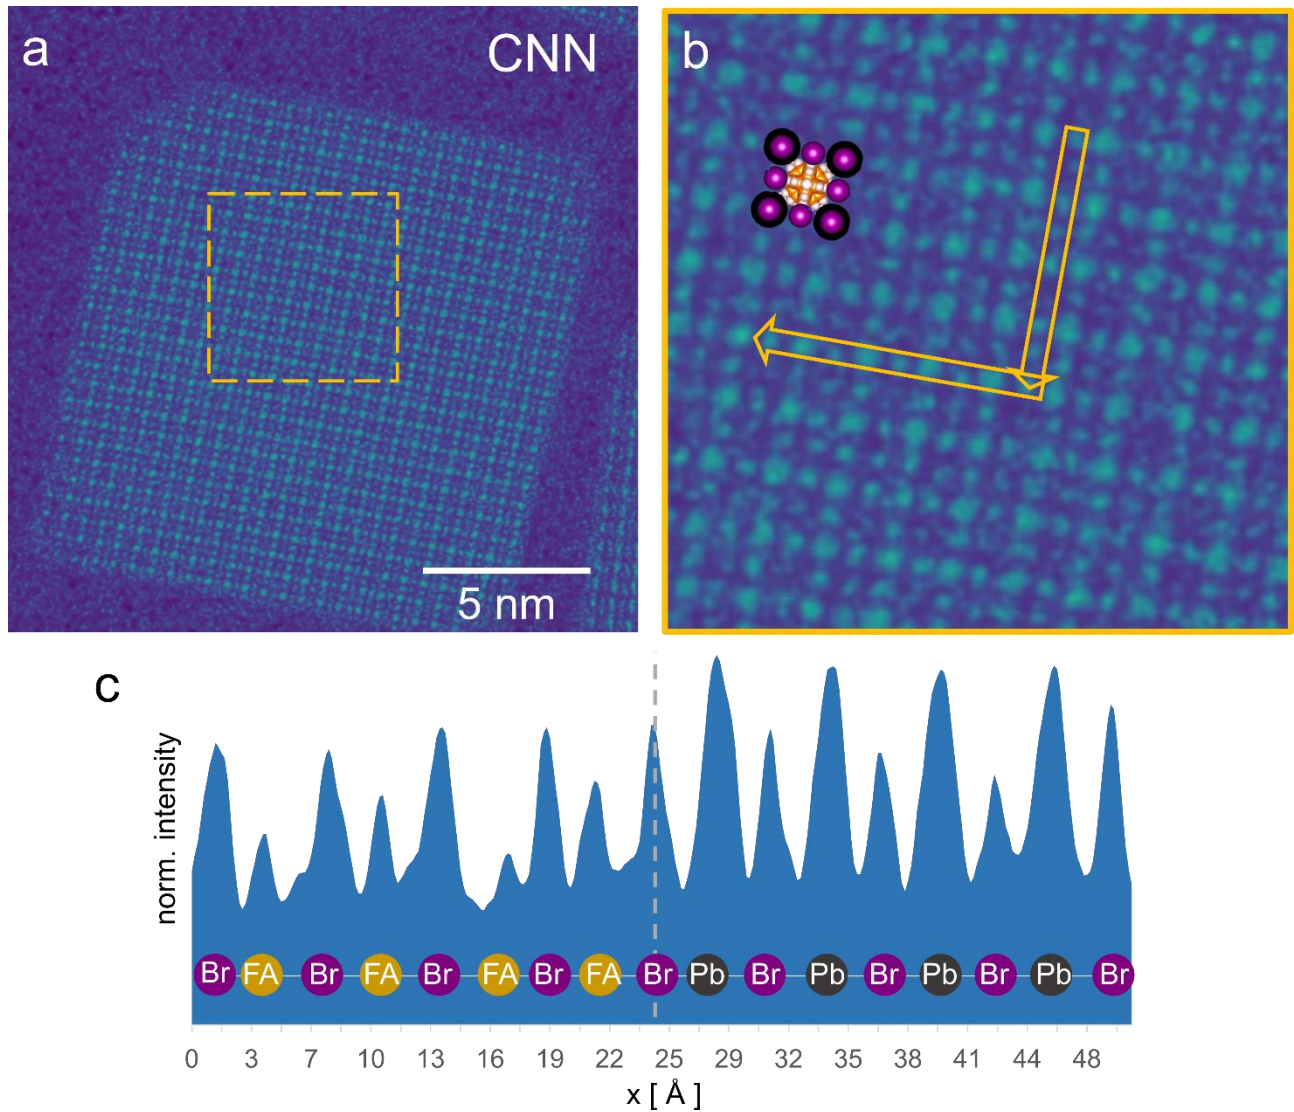 a
CNN
5 nm
b
c
norm. intensity
Br FA Br FA Br FA Br FA Br Pb Br Pb Br Pb Br Pb Br
0 3 7 10 13 16 19 22 25 29 32 35 38 41 44 48
x [ Å ]